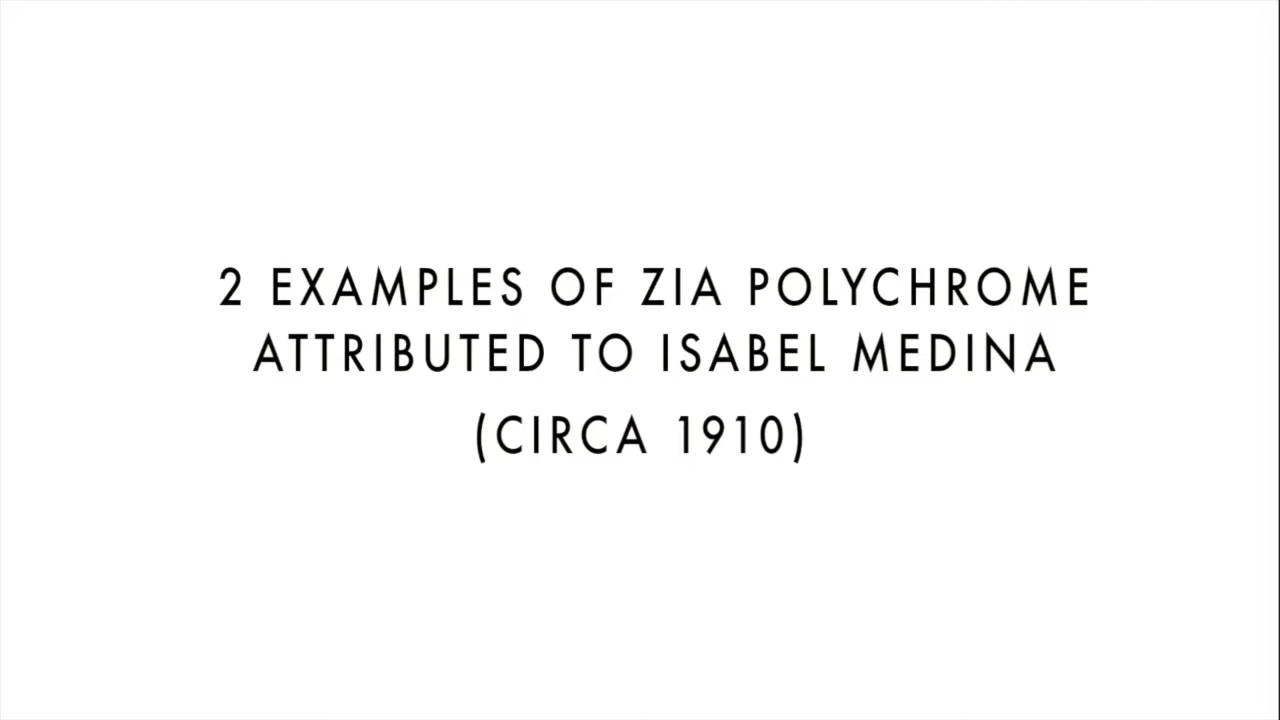 2 EXAMPLES OF ZIA POLYCHROME
ATTRIBUTED TO ISABEL MEDINA
(CIRCA 1910)